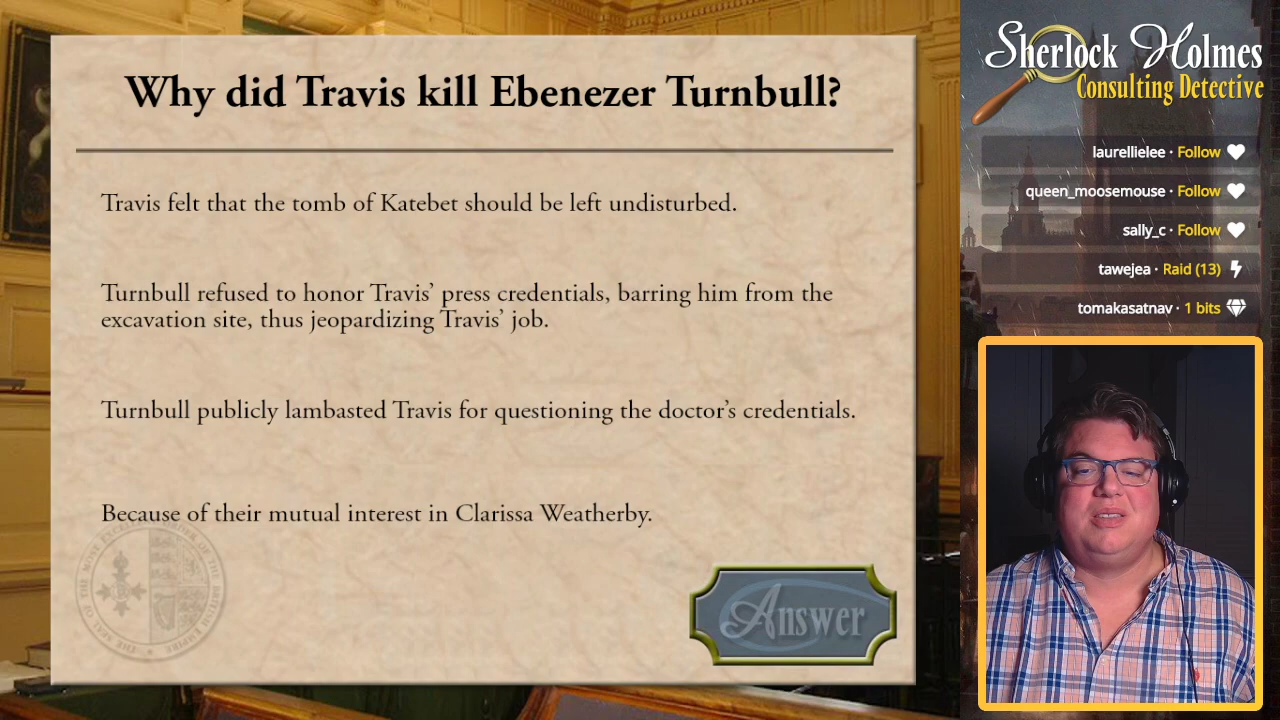 Why did Travis kill Ebenezer Turnbull?
Travis felt that the tomb of Katebet should be left undisturbed.
Turnbull refused to honor Travis’ press credentials, barring him from the
excavation site, thus jeopardizing Travis’ job.
Turnbull publicly lambasted Travis for questioning the doctor’s credentials.
Because of their mutual interest in Clarissa Weatherby.
Answer
Sherlock Holmes
Consulting Detective
laurellielee · Follow
queen_moosemouse · Follow
sally_c · Follow
tawejea · Raid (13)
tomakasatnav · 1 bits